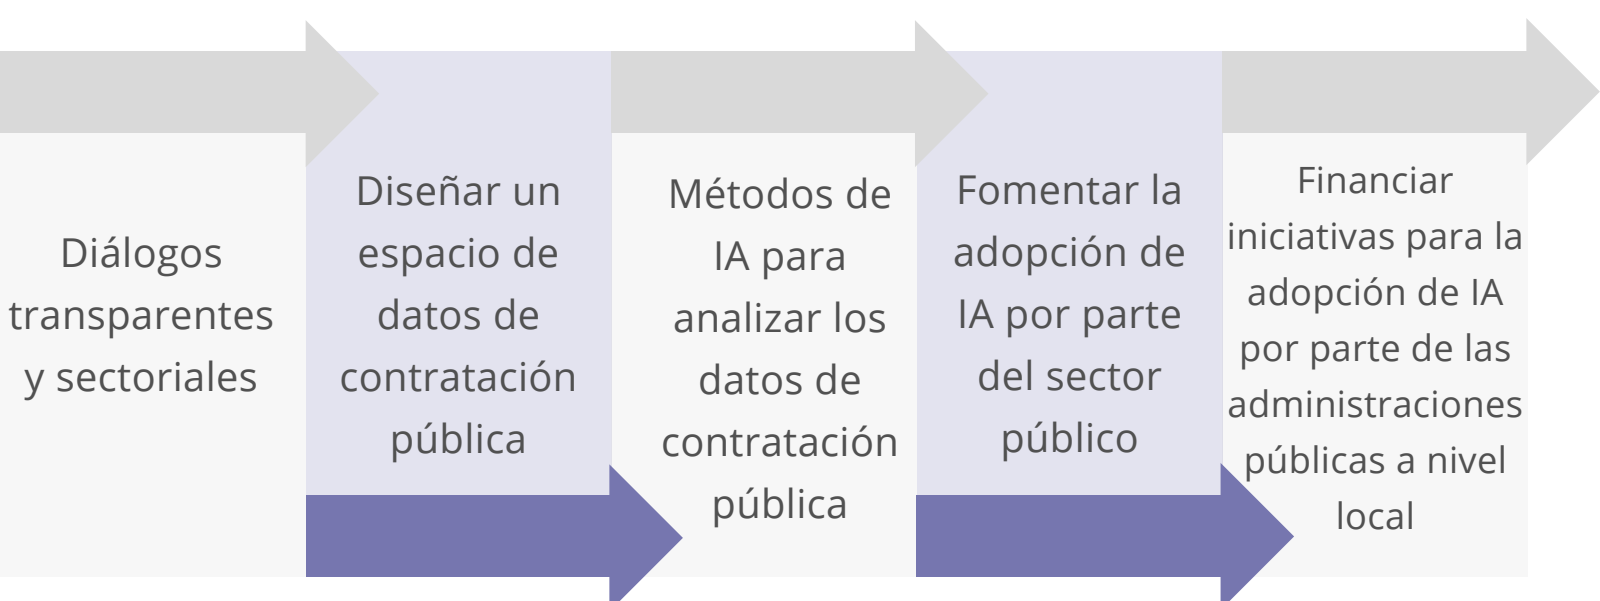 Diálogos
transparentes
y sectoriales
Diseñar un
espacio de
datos de
contratación
pública
Métodos de
IA para
analizar los
datos de
contratación
pública
Fomentar la
adopción de
IA por parte
del sector
público
Financiar
iniciativas para la
adopción de IA
por parte de las
administraciones
públicas a nivel
local